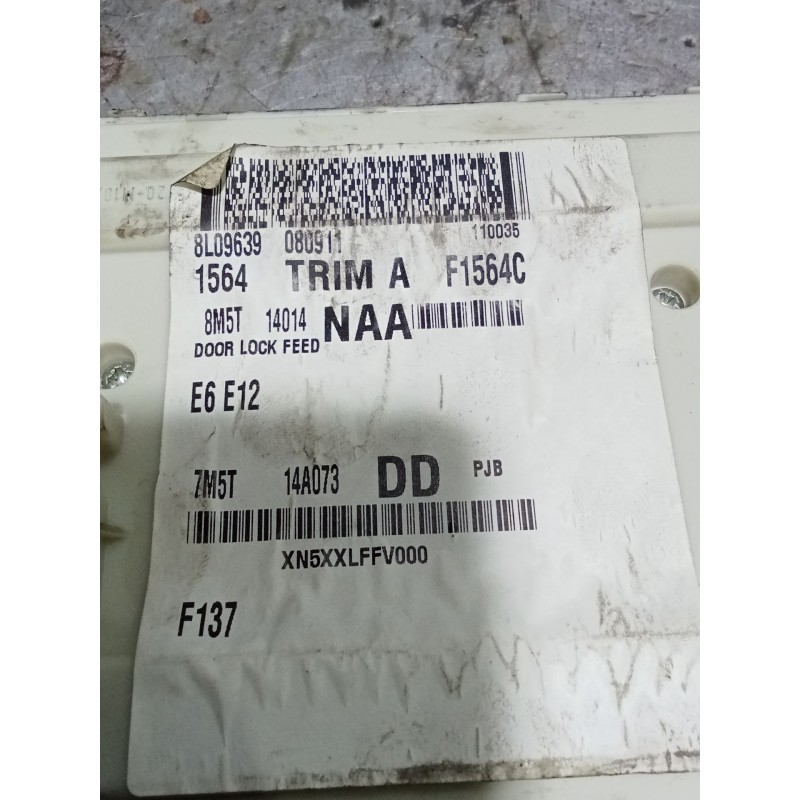 8L09639 080911 110035
1564 TRIM A F1564C
8M5T 14014 NAA
DOOR LOCK FEED
E6 E12
7M5T 14A073 DD PJB
XN5XXLFFV000
F137